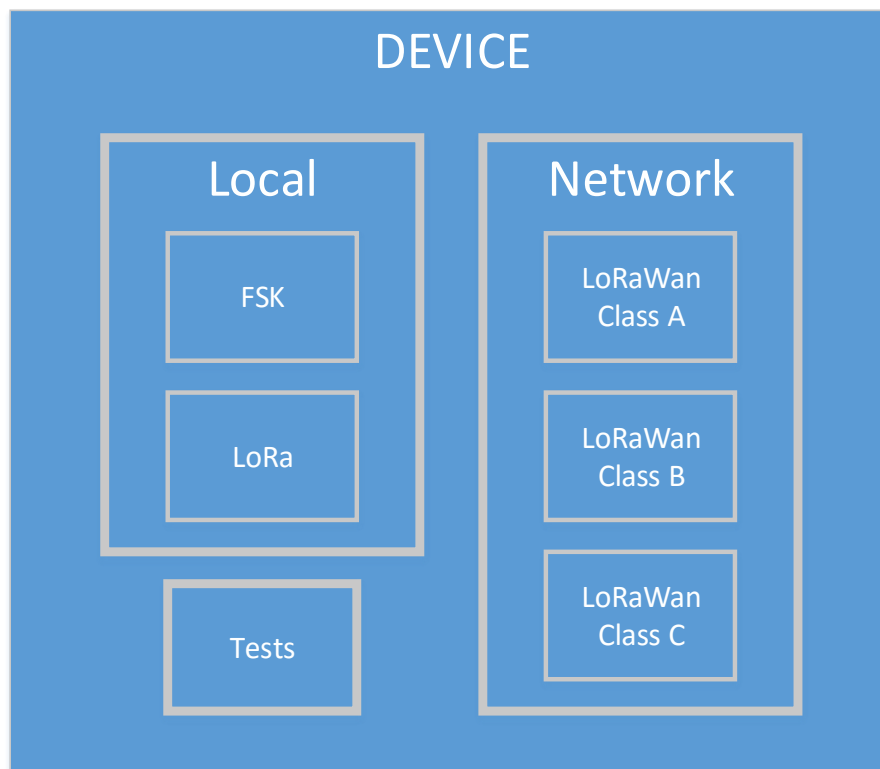 DEVICE
Local
FSK
LoRa
Tests
Network
LoRaWan
Class A
LoRaWan
Class B
LoRaWan
Class C